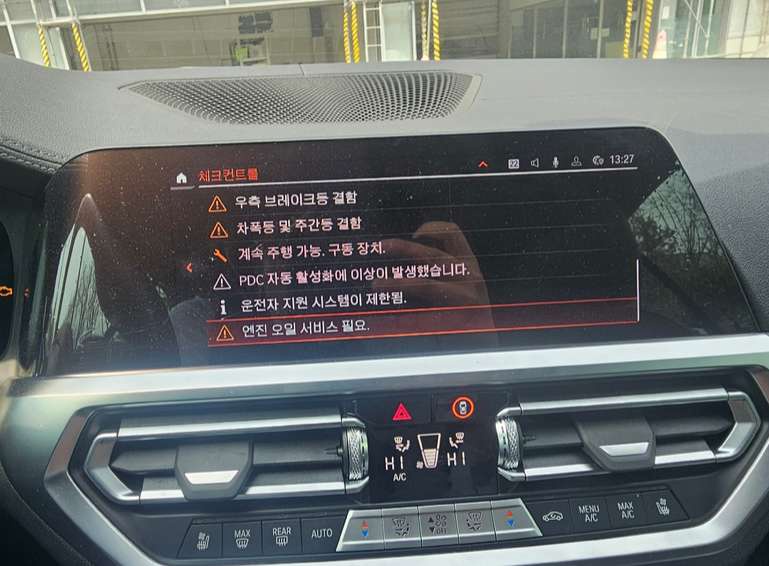 22 13:27
체크컨트롤
우측 브레이크등 결함
차폭등 및 주간등 결함
계속 주행 가능. 구동 장치.
PDC 자동 활성화에 이상이 발생했습니다.
운전자 지원 시스템이 제한됨.
엔진 오일 서비스 필요.
HI HI
A/C
MAX
REAR
AUTO
OFF
MENU
A/C
MAX
A/C